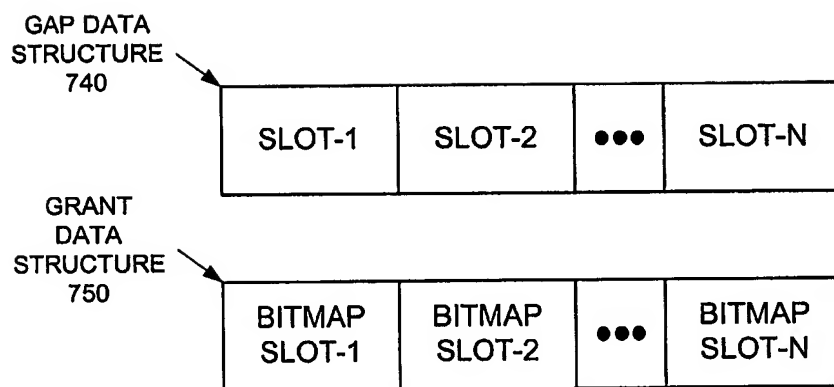 GAP DATA
STRUCTURE
740
SLOT-1 SLOT-2 ●●● SLOT-N
GRANT
DATA
STRUCTURE
750
BITMAP BITMAP ●●● BITMAP
SLOT-1 SLOT-2 SLOT-N